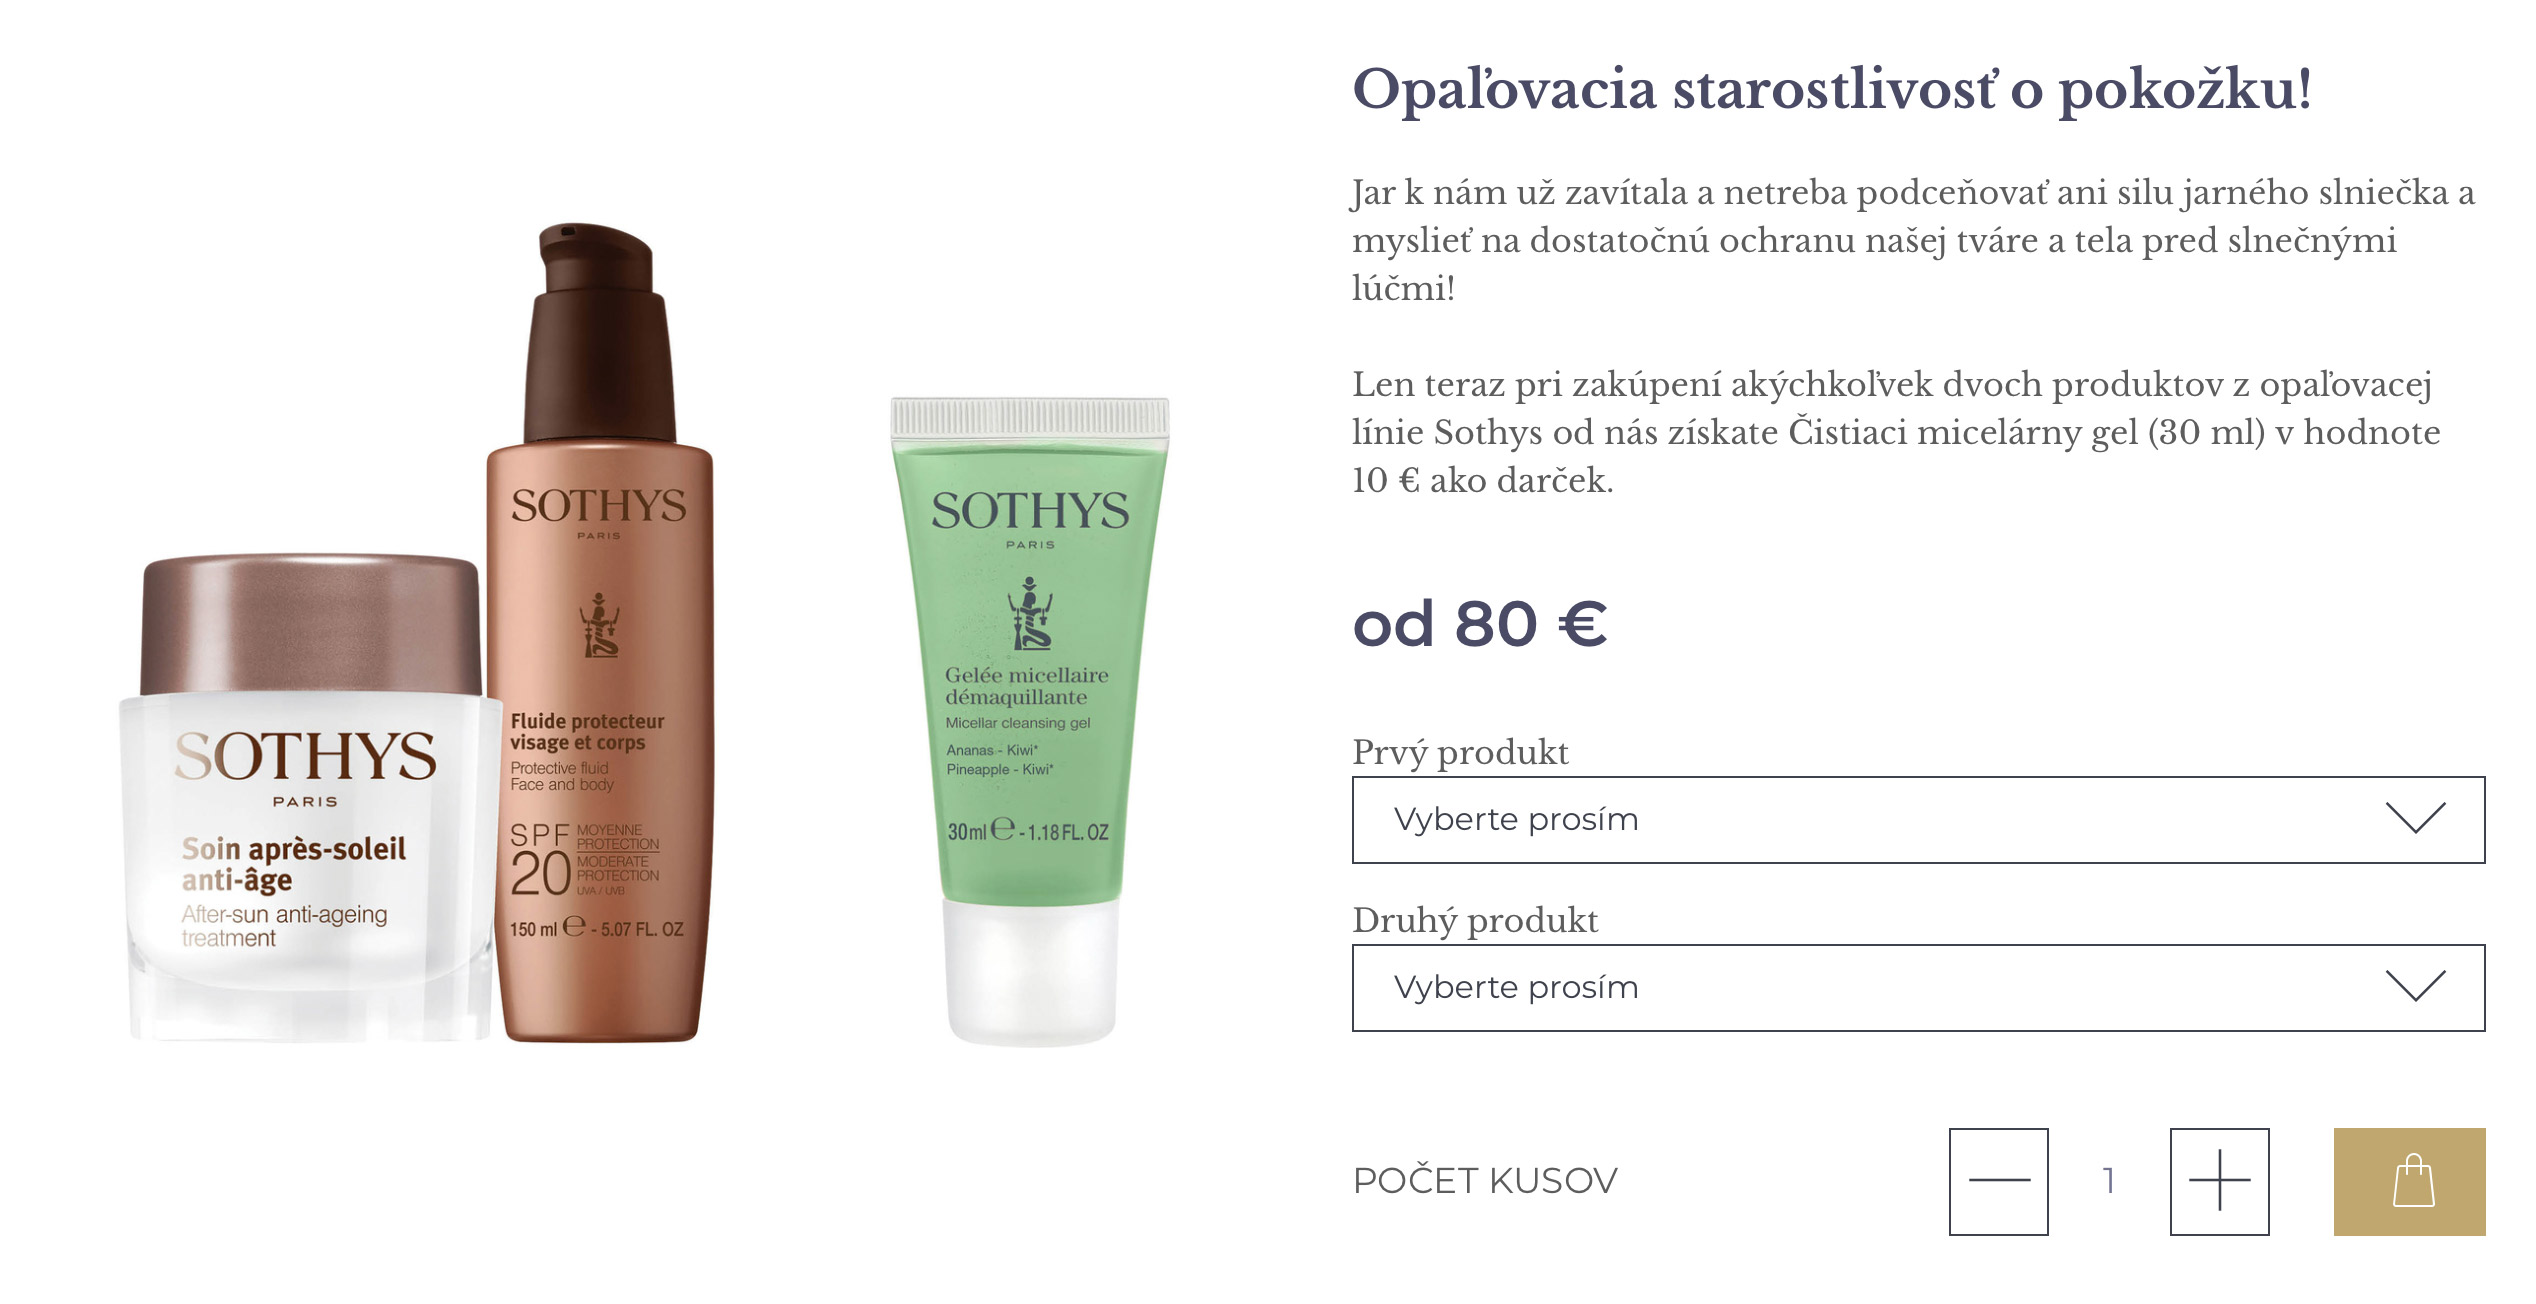 Opaľovacia starostlivosť o pokožku!
Jar k nám už zavítala a netreba podceňovať ani silu jarného slniečka a
myslieť na dostatočnú ochranu našej tváre a tela pred slnečnými
lúčmi!
Len teraz pri zakúpení akýchkoľvek dvoch produktov z opaľovacej
línie Sothys od nás získate Čistiaci micelárny gel (30 ml) v hodnote
10 € ako darček.
od 80 €
Prvý produkt
Vyberte prosím
Druhý produkt
Vyberte prosím
POČET KUSOV
1
SOTHYS
PARIS
Soin après-soleil
anti-âge
After-sun anti-ageing
treatment
SOTHYS
PARIS
Fluide protecteur
visage et corps
Protective fluid
Face and body
SPF
20
MOYENNE
PROTECTION
MODERATE
PROTECTION
UVA / UVB
150 ml ℮ - 5.07 FL. OZ
SOTHYS
PARIS
Gelée micellaire
démaquillante
Micellar cleansing gel
Ananas - Kiwi*
Pineapple - Kiwi*
30ml ℮ - 1.18 FL. OZ